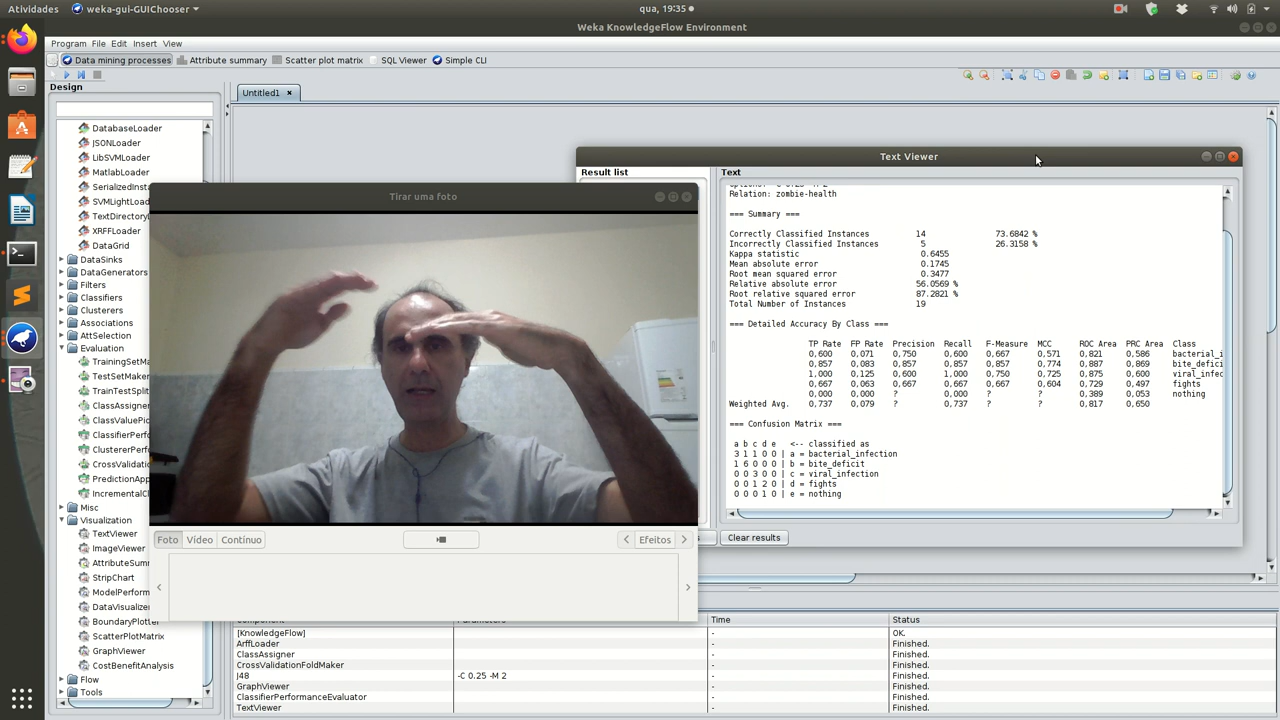 Atividades weka-gui-GUIChooser qua, 19:35
Weka KnowledgeFlow Environment
Program File Edit Insert View
Data mining processes Attribute summary Scatter plot matrix SQL Viewer Simple CLI
Design
Untitled1
DatabaseLoader
JSONLoader
LibSVMLoader
MatlabLoader
SerializedInsta
SVMLightLoad
TextDirectoryL
XRFFLoader
DataGrid
DataSinks
DataGenerators
Filters
Classifiers
Clusterers
Associations
AttSelection
Evaluation
TrainingSetMa
TestSetMaker
TrainTestSplit
ClassAssigner
ClassValuePic
ClassifierPerfo
ClustererPerfo
CrossValidatio
PredictionApp
IncrementalCl
Misc
Visualization
TextViewer
ImageViewer
AttributeSumm
StripChart
ModelPerform
DataVisualizer
BoundaryPlotter
ScatterPlotMatrix
GraphViewer
CostBenefitAnalysis
Flow
Tools
Tirar uma foto
Foto Vídeo Contínuo Efeitos
Text Viewer
Result list Text
Relation: zombie-health
=== Summary ===
Correctly Classified Instances 14 73.6842 %
Incorrectly Classified Instances 5 26.3158 %
Kappa statistic 0.6455
Mean absolute error 0.1745
Root mean squared error 0.3477
Relative absolute error 56.0569 %
Root relative squared error 87.2821 %
Total Number of Instances 19
=== Detailed Accuracy By Class ===
TP Rate FP Rate Precision Recall F-Measure MCC ROC Area PRC Area Class
0,600 0,071 0,750 0,600 0,667 0,571 0,821 0,586 bacterial_i
0,857 0,083 0,857 0,857 0,857 0,774 0,887 0,869 bite_defici
1,000 0,125 0,600 1,000 0,750 0,725 0,875 0,600 viral_infec
0,667 0,063 0,667 0,667 0,667 0,604 0,729 0,497 fights
0,000 0,000 ? 0,000 ? ? 0,389 0,053 nothing
Weighted Avg. 0,737 0,079 ? 0,737 ? ? 0,817 0,650
=== Confusion Matrix ===
a b c d e <-- classified as
3 1 1 0 0 | a = bacterial_infection
1 6 0 0 0 | b = bite_deficit
0 0 3 0 0 | c = viral_infection
0 0 1 2 0 | d = fights
0 0 0 1 0 | e = nothing
Clear results
Component Parameters Time Status
[KnowledgeFlow] - OK.
ArffLoader - Finished.
ClassAssigner - Finished.
CrossValidationFoldMaker - Finished.
J48 -C 0.25 -M 2 - Finished.
GraphViewer - Finished.
ClassifierPerformanceEvaluator - Finished.
TextViewer - Finished.